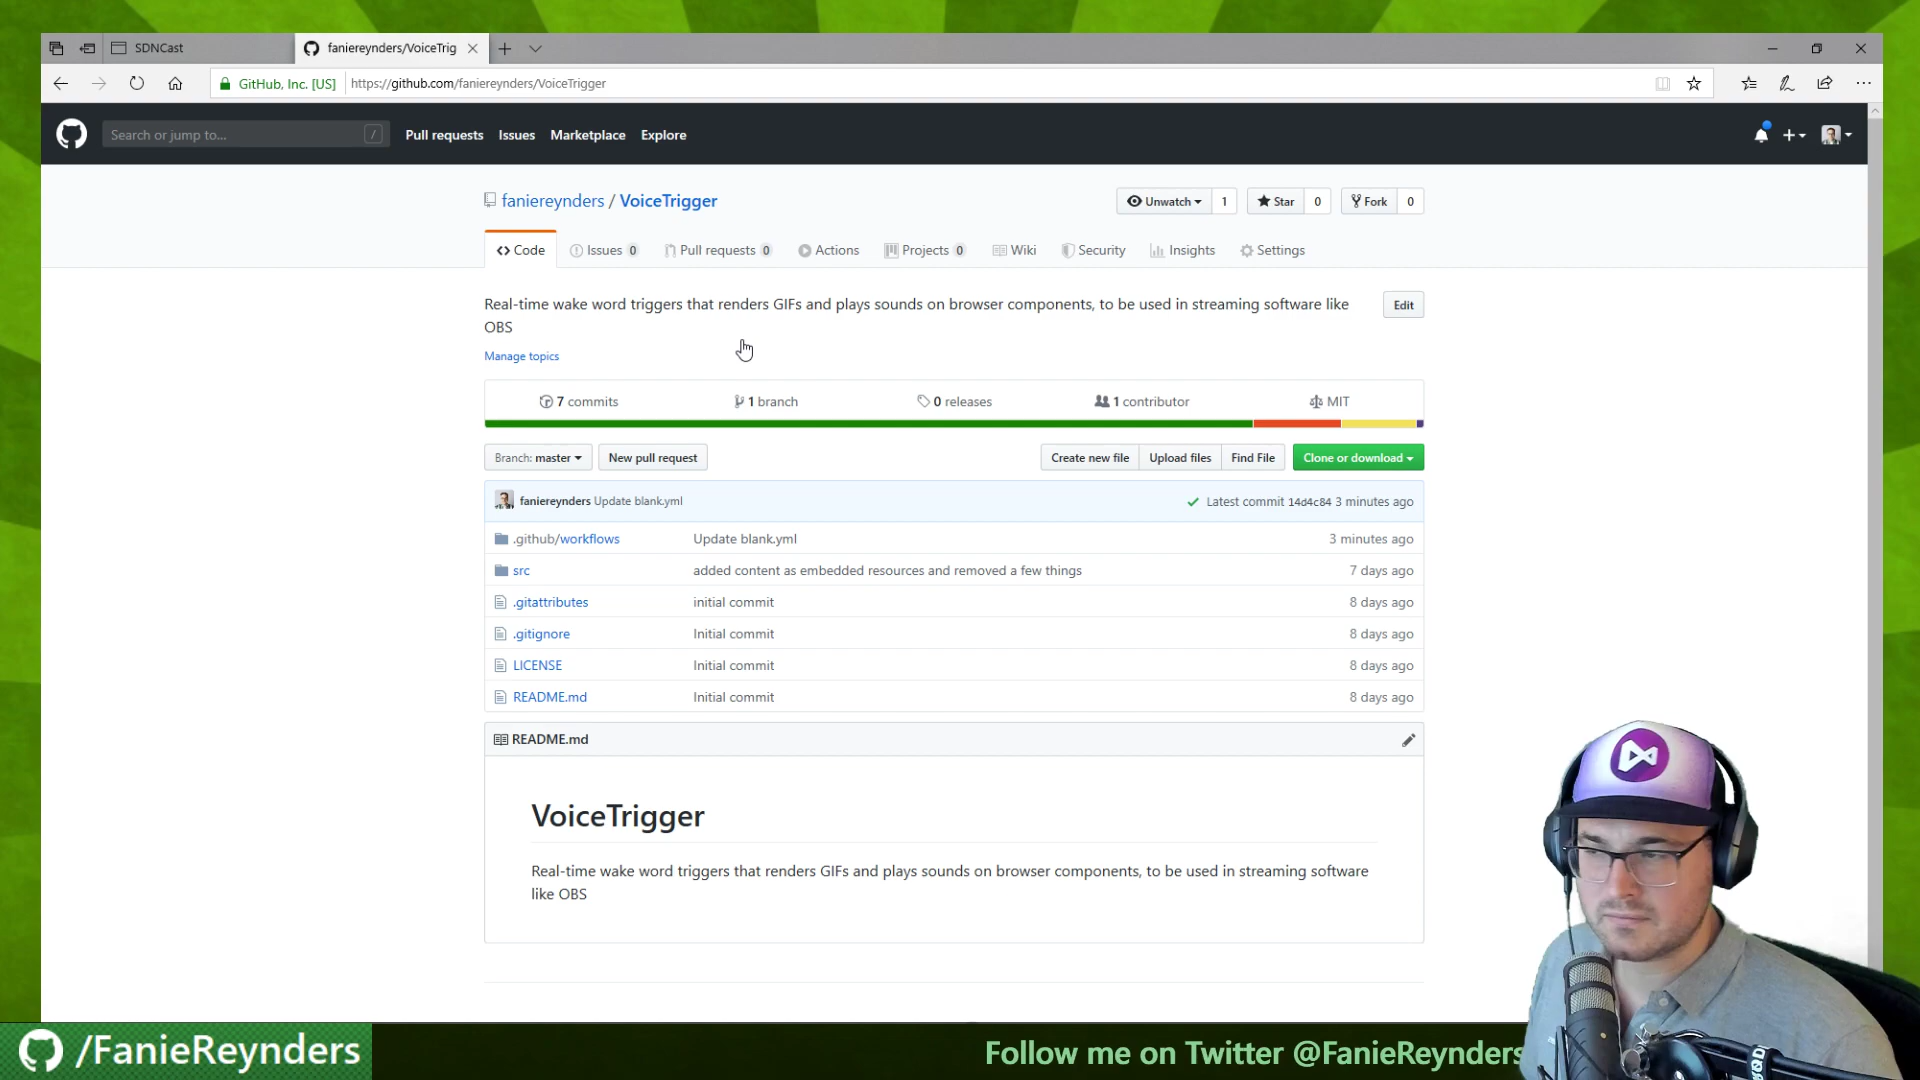 SDNCast
faniereynders/VoiceTrig
GitHub, Inc. [US]
https://github.com/faniereynders/VoiceTrigger
Search or jump to...
/
Pull requests
Issues
Marketplace
Explore
faniereynders / VoiceTrigger
Unwatch
1
Star
0
Fork
0
Code
Issues 0
Pull requests 0
Actions
Projects 0
Wiki
Security
Insights
Settings
Real-time wake word triggers that renders GIFs and plays sounds on browser components, to be used in streaming software like
OBS
Edit
Manage topics
7 commits
1 branch
0 releases
1 contributor
MIT
Branch: master
New pull request
Create new file
Upload files
Find File
Clone or download
faniereynders Update blank.yml
Latest commit 14d4c84 3 minutes ago
.github/workflows
Update blank.yml
3 minutes ago
src
added content as embedded resources and removed a few things
7 days ago
.gitattributes
initial commit
8 days ago
.gitignore
Initial commit
8 days ago
LICENSE
Initial commit
8 days ago
README.md
Initial commit
8 days ago
README.md
VoiceTrigger
Real-time wake word triggers that renders GIFs and plays sounds on browser components, to be used in streaming software
like OBS
/FanieReynders
Follow me on Twitter @FanieReynders